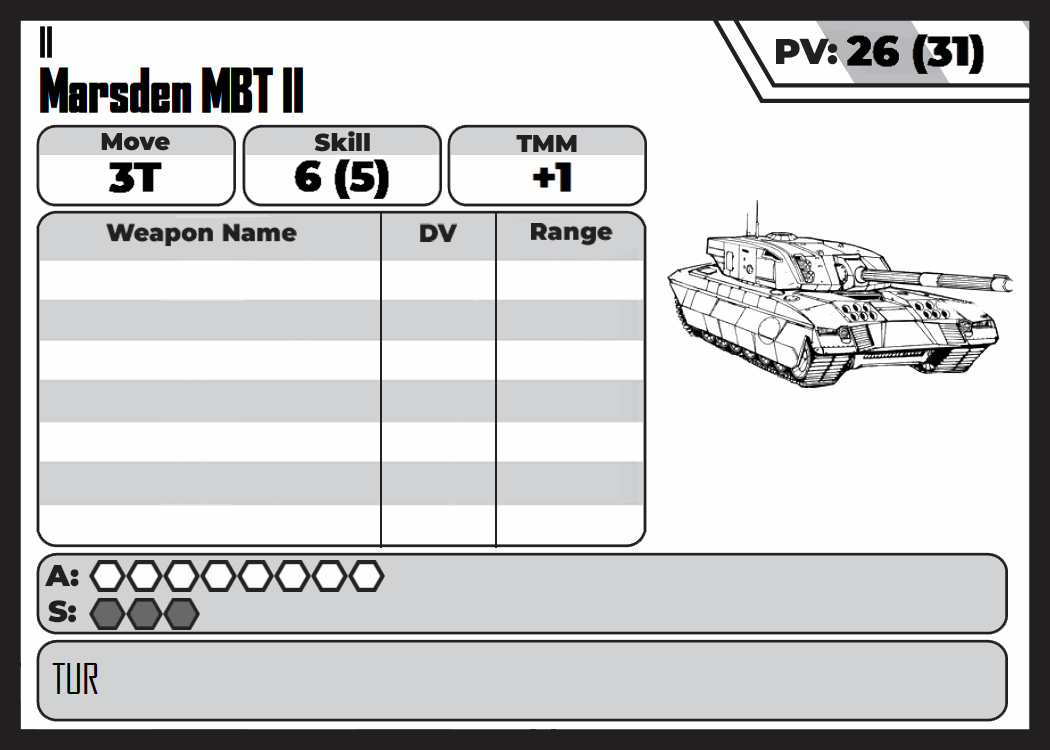 II
Marsden MBT II
PV: 26 (31)
Move
3T
Skill
6 (5)
TMM
+1
Weapon Name
DV
Range
A:
S:
TUR